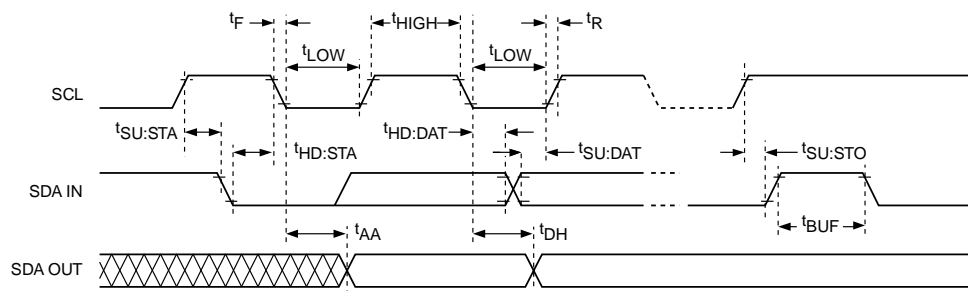 tF
tHIGH
tR
tLOW
tLOW
SCL
tSU:STA
tHD:STA
tHD:DAT
tSU:DAT
tSU:STO
SDA IN
tAA
tDH
tBUF
SDA OUT